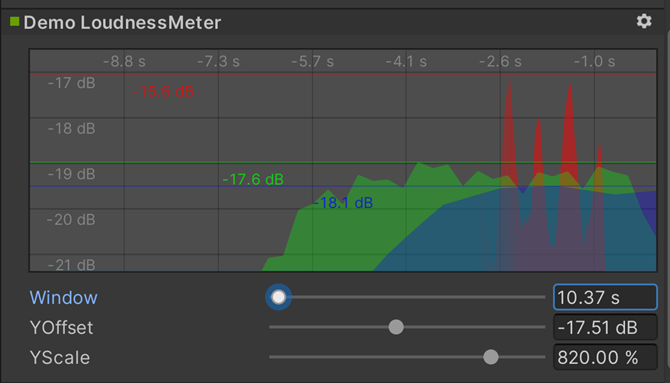 Demo LoudnessMeter
-8.8 s -7.3 s -5.7 s -4.1 s -2.6 s -1.0 s
-17 dB
-15.6 dB
-18 dB
-19 dB
-17.6 dB
-18.1 dB
-20 dB
-21 dB
Window 10.37 s
YOffset -17.51 dB
YScale 820.00 %